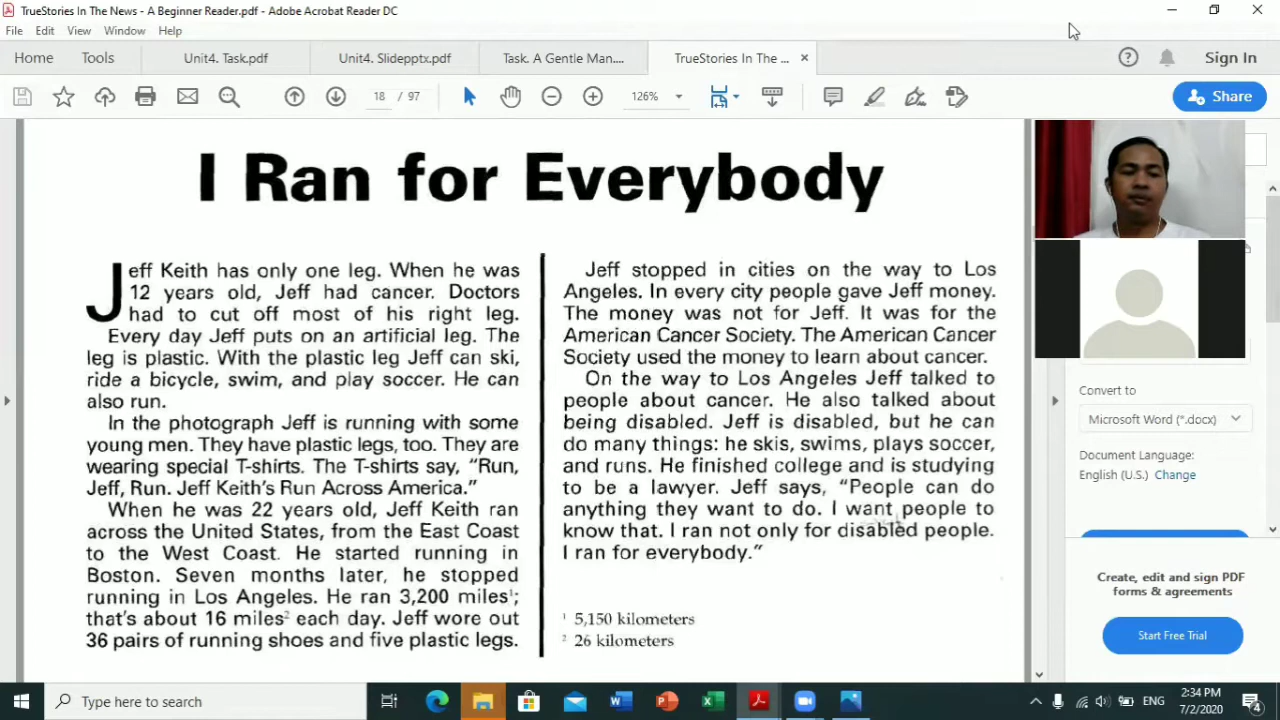 TrueStories In The News - A Beginner Reader.pdf - Adobe Acrobat Reader DC
File Edit View Window Help
Home Tools Unit4. Task.pdf Unit4. Slidepptx.pdf Task. A Gentle Man.... TrueStories In The ... ×
? Sign In
18 / 97 126% Share
I Ran for Everybody
Jeff Keith has only one leg. When he was
12 years old, Jeff had cancer. Doctors
had to cut off most of his right leg.
Every day Jeff puts on an artificial leg. The
leg is plastic. With the plastic leg Jeff can ski,
ride a bicycle, swim, and play soccer. He can
also run.
In the photograph Jeff is running with some
young men. They have plastic legs, too. They are
wearing special T-shirts. The T-shirts say, “Run,
Jeff, Run. Jeff Keith’s Run Across America.”
When he was 22 years old, Jeff Keith ran
across the United States, from the East Coast
to the West Coast. He started running in
Boston. Seven months later, he stopped
running in Los Angeles. He ran 3,200 miles¹;
that’s about 16 miles² each day. Jeff wore out
36 pairs of running shoes and five plastic legs.
Jeff stopped in cities on the way to Los
Angeles. In every city people gave Jeff money.
The money was not for Jeff. It was for the
American Cancer Society. The American Cancer
Society used the money to learn about cancer.
On the way to Los Angeles Jeff talked to
people about cancer. He also talked about
being disabled. Jeff is disabled, but he can
do many things: he skis, swims, plays soccer,
and runs. He finished college and is studying
to be a lawyer. Jeff says, “People can do
anything they want to do. I want people to
know that. I ran not only for disabled people.
I ran for everybody.”
¹ 5,150 kilometers
² 26 kilometers
Convert to
Microsoft Word (*.docx)
Document Language:
English (U.S.) Change
Create, edit and sign PDF
forms & agreements
Start Free Trial
Type here to search
ENG
2:34 PM
7/2/2020
4